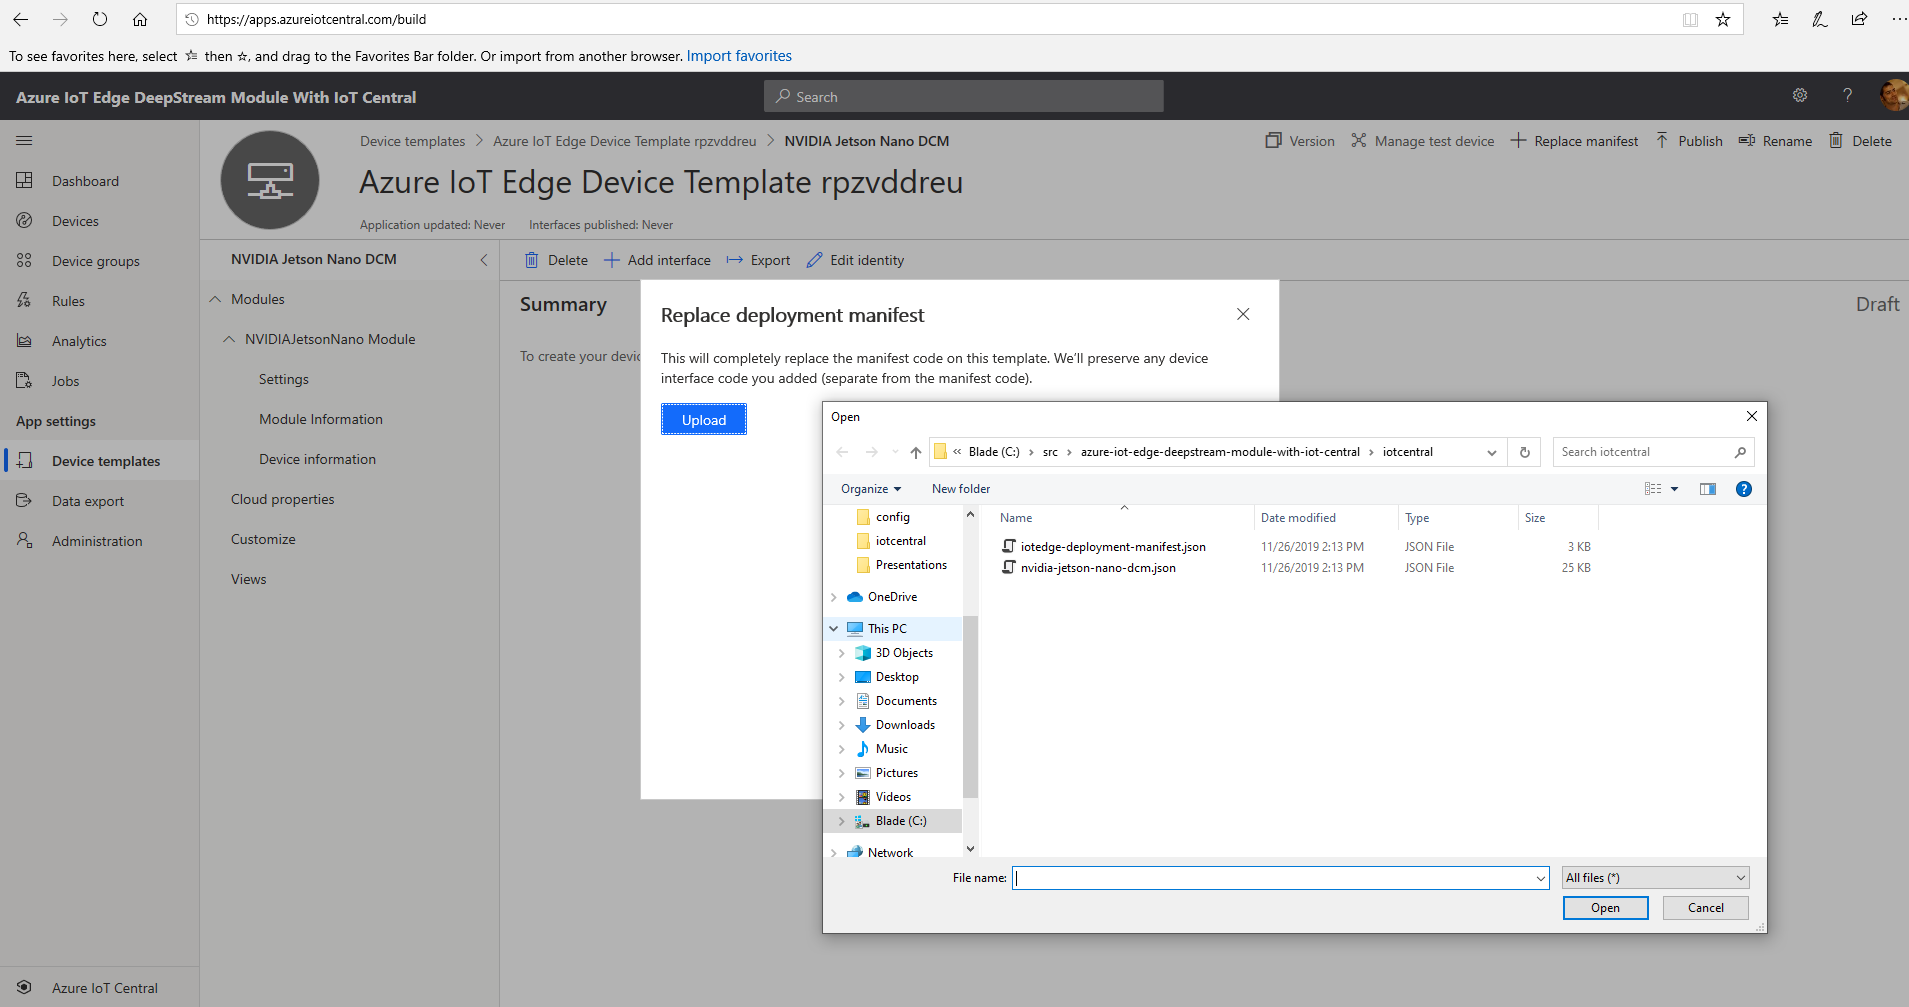 https://apps.azureiotcentral.com/build
To see favorites here, select then ☆, and drag to the Favorites Bar folder. Or import from another browser. Import favorites
Azure IoT Edge DeepStream Module With IoT Central
Search
?
Device templates > Azure IoT Edge Device Template rpzvddreu > NVIDIA Jetson Nano DCM
Version
Manage test device
Replace manifest
Publish
Rename
Delete
Azure IoT Edge Device Template rpzvddreu
Application updated: Never
Interfaces published: Never
Dashboard
Devices
Device groups
Rules
Analytics
Jobs
App settings
Device templates
Data export
Administration
Azure IoT Central
NVIDIA Jetson Nano DCM
Modules
NVIDIAJetsonNano Module
Settings
Module Information
Device information
Cloud properties
Customize
Views
Delete
Add interface
Export
Edit identity
Summary
Draft
To create your devic
Replace deployment manifest
This will completely replace the manifest code on this template. We'll preserve any device
interface code you added (separate from the manifest code).
Upload
Open
« Blade (C:) > src > azure-iot-edge-deepstream-module-with-iot-central > iotcentral
Search iotcentral
Organize
New folder
?
config
iotcentral
Presentations
OneDrive
This PC
3D Objects
Desktop
Documents
Downloads
Music
Pictures
Videos
Blade (C:)
Network
Name Date modified Type Size
iotedge-deployment-manifest.json 11/26/2019 2:13 PM JSON File 3 KB
nvidia-jetson-nano-dcm.json 11/26/2019 2:13 PM JSON File 25 KB
File name:
All files (*)
Open
Cancel